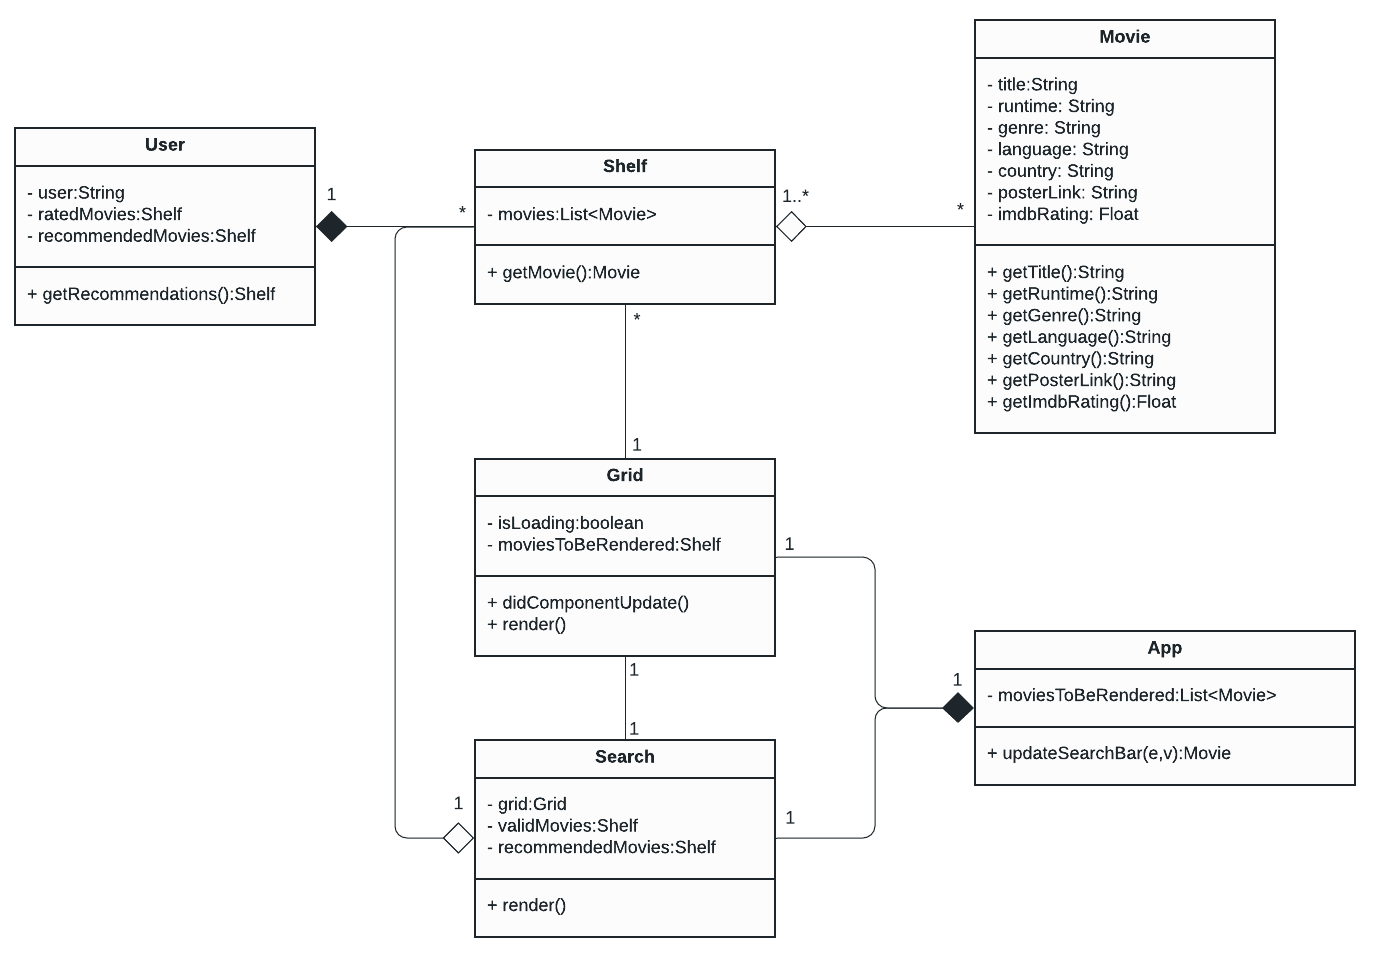 User
- user:String
- ratedMovies:Shelf
- recommendedMovies:Shelf
+ getRecommendations():Shelf
1
*
Shelf
- movies:List<Movie>
+ getMovie():Movie
1..*
*
Movie
- title:String
- runtime: String
- genre: String
- language: String
- country: String
- posterLink: String
- imdbRating: Float
+ getTitle():String
+ getRuntime():String
+ getGenre():String
+ getLanguage():String
+ getCountry():String
+ getPosterLink():String
+ getImdbRating():Float
*
1
Grid
- isLoading:boolean
- moviesToBeRendered:Shelf
+ didComponentUpdate()
+ render()
1
1
1
Search
- grid:Grid
- validMovies:Shelf
- recommendedMovies:Shelf
+ render()
1
1
1
App
- moviesToBeRendered:List<Movie>
+ updateSearchBar(e,v):Movie